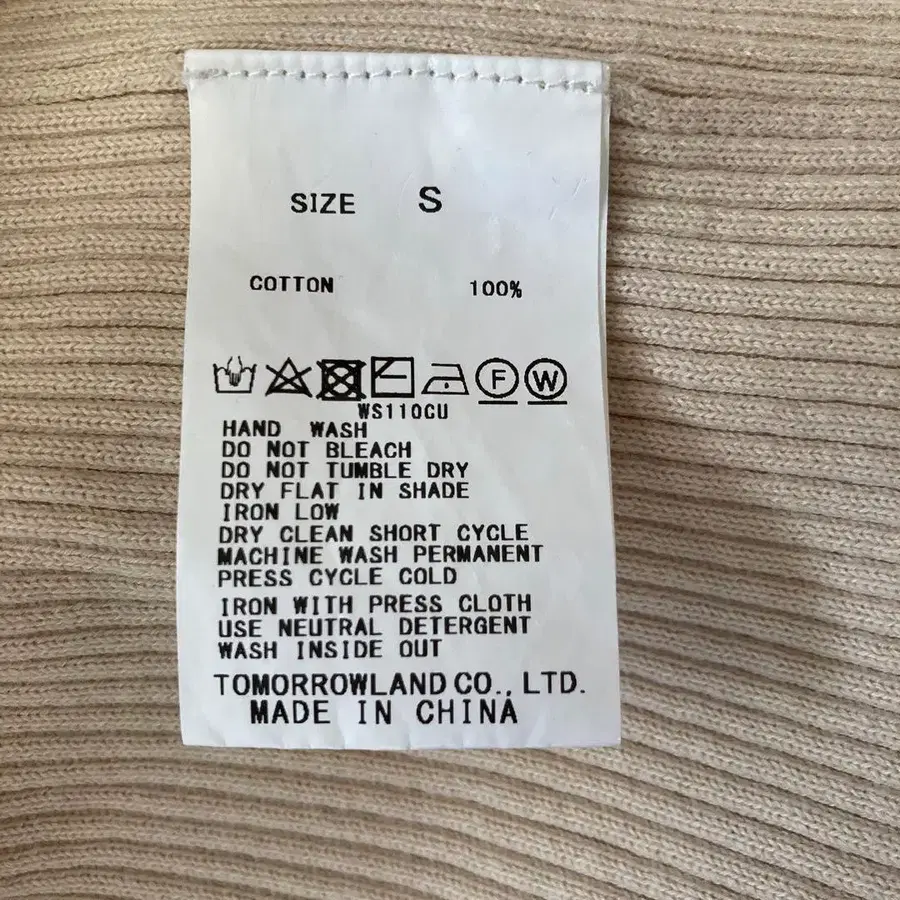 SIZE S
COTTON 100%
F W
WS110CU
HAND WASH
DO NOT BLEACH
DO NOT TUMBLE DRY
DRY FLAT IN SHADE
IRON LOW
DRY CLEAN SHORT CYCLE
MACHINE WASH PERMANENT
PRESS CYCLE COLD
IRON WITH PRESS CLOTH
USE NEUTRAL DETERGENT
WASH INSIDE OUT
TOMORROWLAND CO., LTD.
MADE IN CHINA